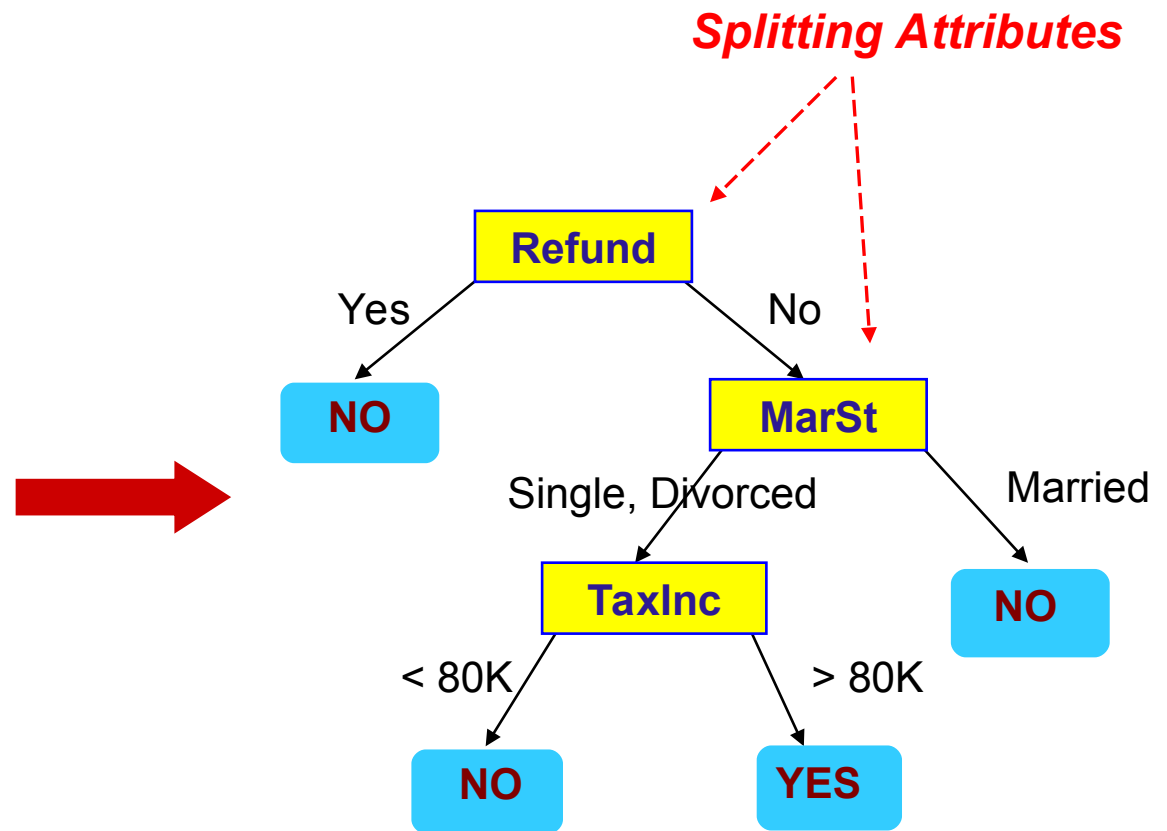 Splitting Attributes
Refund
Yes
No
NO
MarSt
Single, Divorced
Married
TaxInc
NO
< 80K
> 80K
NO
YES